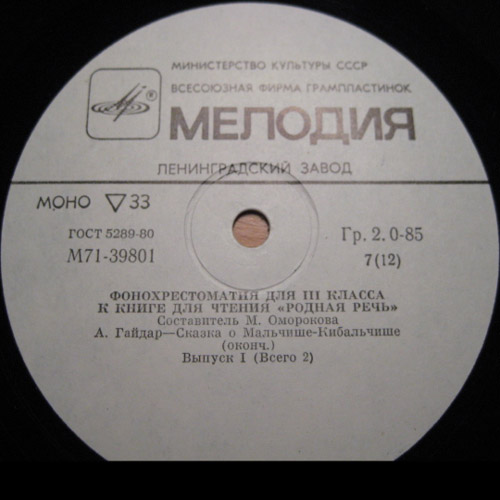 МИНИСТЕРСТВО КУЛЬТУРЫ СССР
ВСЕСОЮЗНАЯ ФИРМА ГРАМПЛАСТИНОК
®
МЕЛОДИЯ
ЛЕНИНГРАДСКИЙ ЗАВОД
МОНО ▽ 33
ГОСТ 5289-80
Гр. 2. 0-85
М71-39801
7 (12)
ФОНОХРЕСТОМАТИЯ ДЛЯ III КЛАССА
К КНИГЕ ДЛЯ ЧТЕНИЯ «РОДНАЯ РЕЧЬ»
Составитель М. Оморокова
А. Гайдар—Сказка о Мальчише-Кибальчише
(оконч.)
Выпуск I (Всего 2)